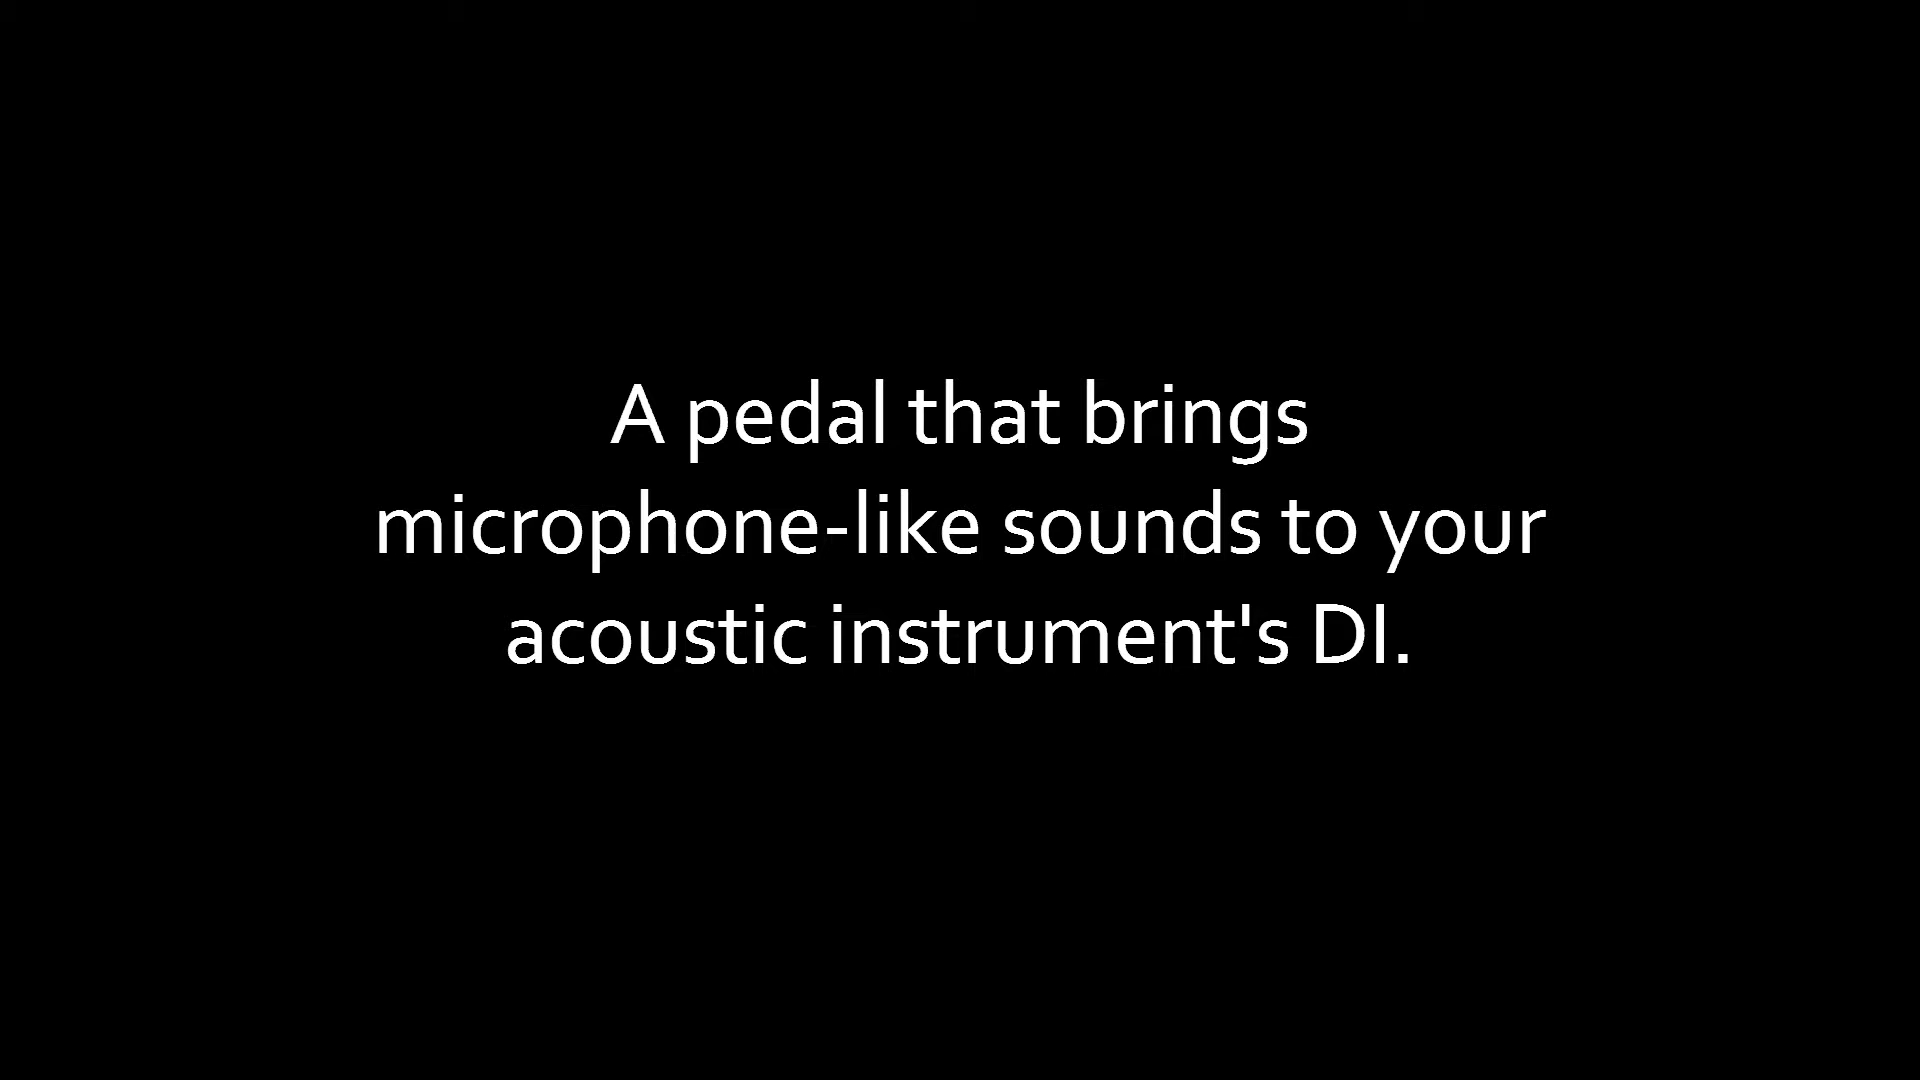 A pedal that brings
microphone-like sounds to your
acoustic instrument's DI.